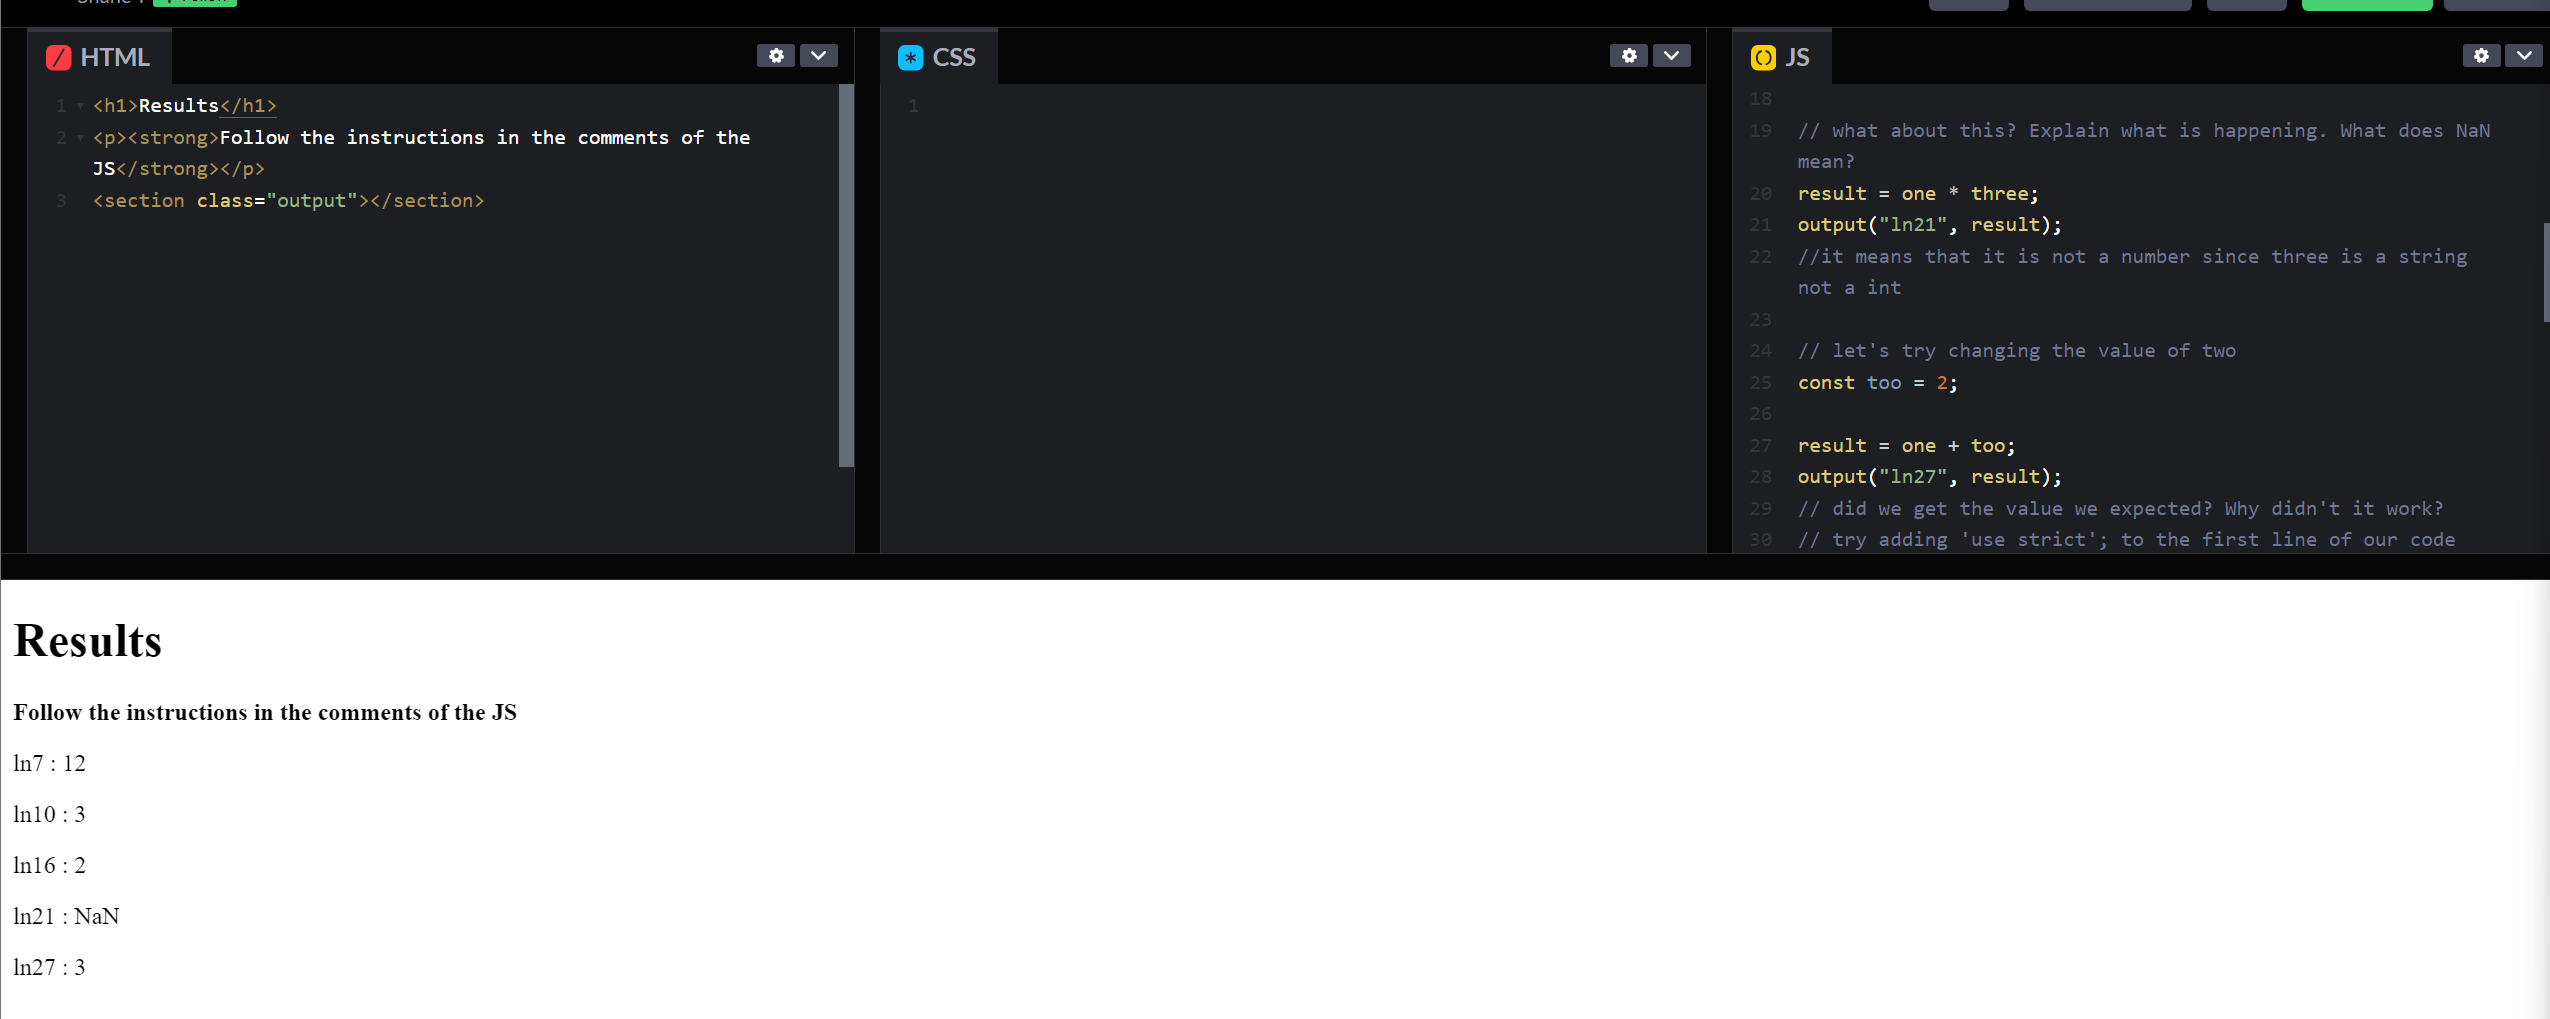 HTML
1 <h1>Results</h1>
2 <p><strong>Follow the instructions in the comments of the
JS</strong></p>
3 <section class="output"></section>
CSS
1
JS
18
19 // what about this? Explain what is happening. What does NaN
mean?
20 result = one * three;
21 output("ln21", result);
22 //it means that it is not a number since three is a string
not a int
23
24 // let's try changing the value of two
25 const too = 2;
26
27 result = one + too;
28 output("ln27", result);
29 // did we get the value we expected? Why didn't it work?
30 // try adding 'use strict'; to the first line of our code
Results
Follow the instructions in the comments of the JS
ln7 : 12
ln10 : 3
ln16 : 2
ln21 : NaN
ln27 : 3